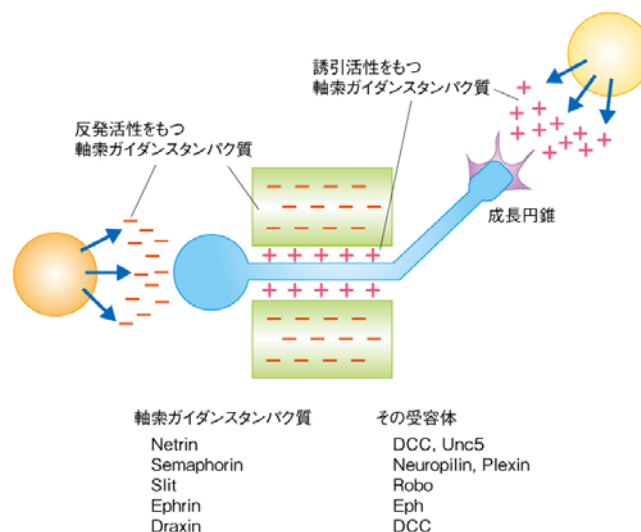 誘引活性をもつ
軸索ガイダンスタンパク質
反発活性をもつ
軸索ガイダンスタンパク質
成長円錐
軸索ガイダンスタンパク質 その受容体
Netrin DCC, Unc5
Semaphorin Neuropilin, Plexin
Slit Robo
Ephrin Eph
Draxin DCC